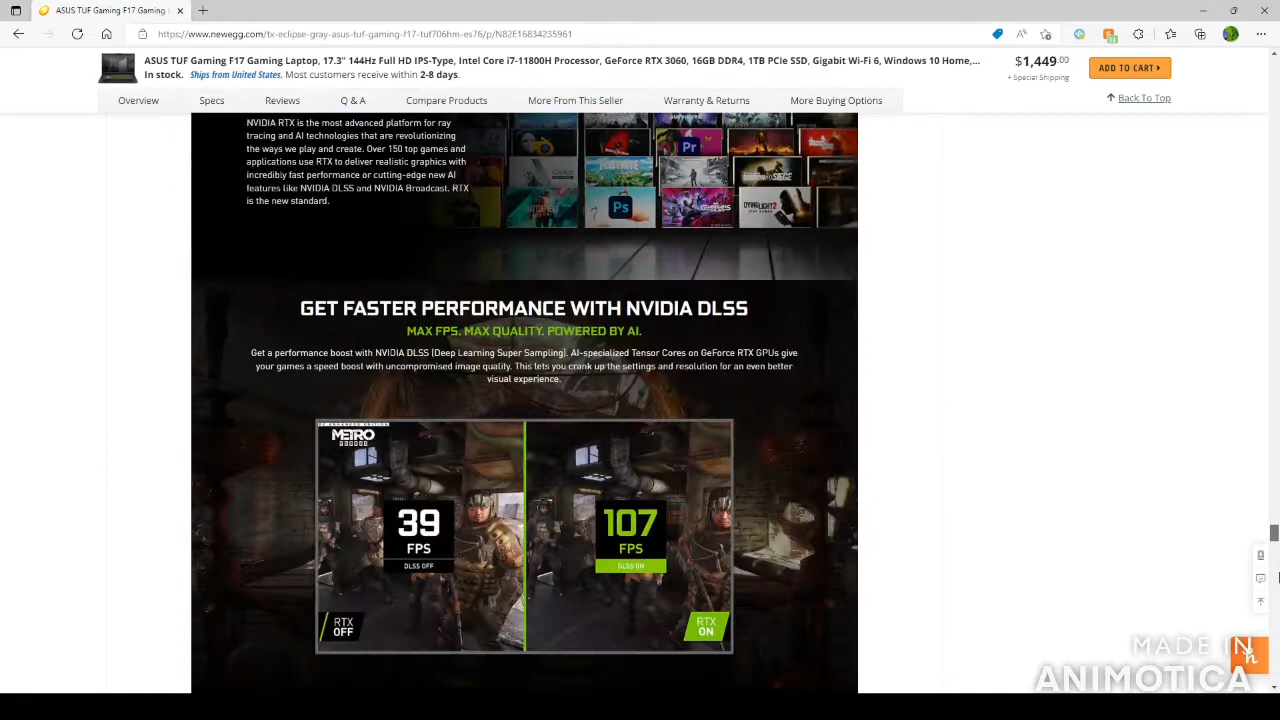 ASUS TUF Gaming F17 Gaming
https://www.newegg.com/tx-eclipse-gray-asus-tuf-gaming-f17-tuf706hm-es76/p/N82E16834235961
ASUS TUF Gaming F17 Gaming Laptop, 17.3" 144Hz Full HD IPS-Type, Intel Core i7-11800H Processor, GeForce RTX 3060, 16GB DDR4, 1TB PCIe SSD, Gigabit Wi-Fi 6, Windows 10 Home,...
In stock. Ships from United States. Most customers receive within 2-8 days.
$1,449.00
+ Special Shipping
ADD TO CART
Overview
Specs
Reviews
Q & A
Compare Products
More From This Seller
Warranty & Returns
More Buying Options
Back To Top
NVIDIA RTX is the most advanced platform for ray
tracing and AI technologies that are revolutionizing
the ways we play and create. Over 150 top games and
applications use RTX to deliver realistic graphics with
incredibly fast performance or cutting-edge new AI
features like NVIDIA DLSS and NVIDIA Broadcast. RTX
is the new standard.
Pr
FORTNITE
Ps
DYING LIGHT 2
GET FASTER PERFORMANCE WITH NVIDIA DLSS
MAX FPS. MAX QUALITY. POWERED BY AI.
Get a performance boost with NVIDIA DLSS (Deep Learning Super Sampling). AI-specialized Tensor Cores on GeForce RTX GPUs give
your games a speed boost with uncompromised image quality. This lets you crank up the settings and resolution for an even better
visual experience.
PC ENHANCED EDITION
METRO
EXODUS
39
FPS
DLSS OFF
107
FPS
DLSS ON
RTX
OFF
RTX
ON
MADE IN
ANIMOTICA